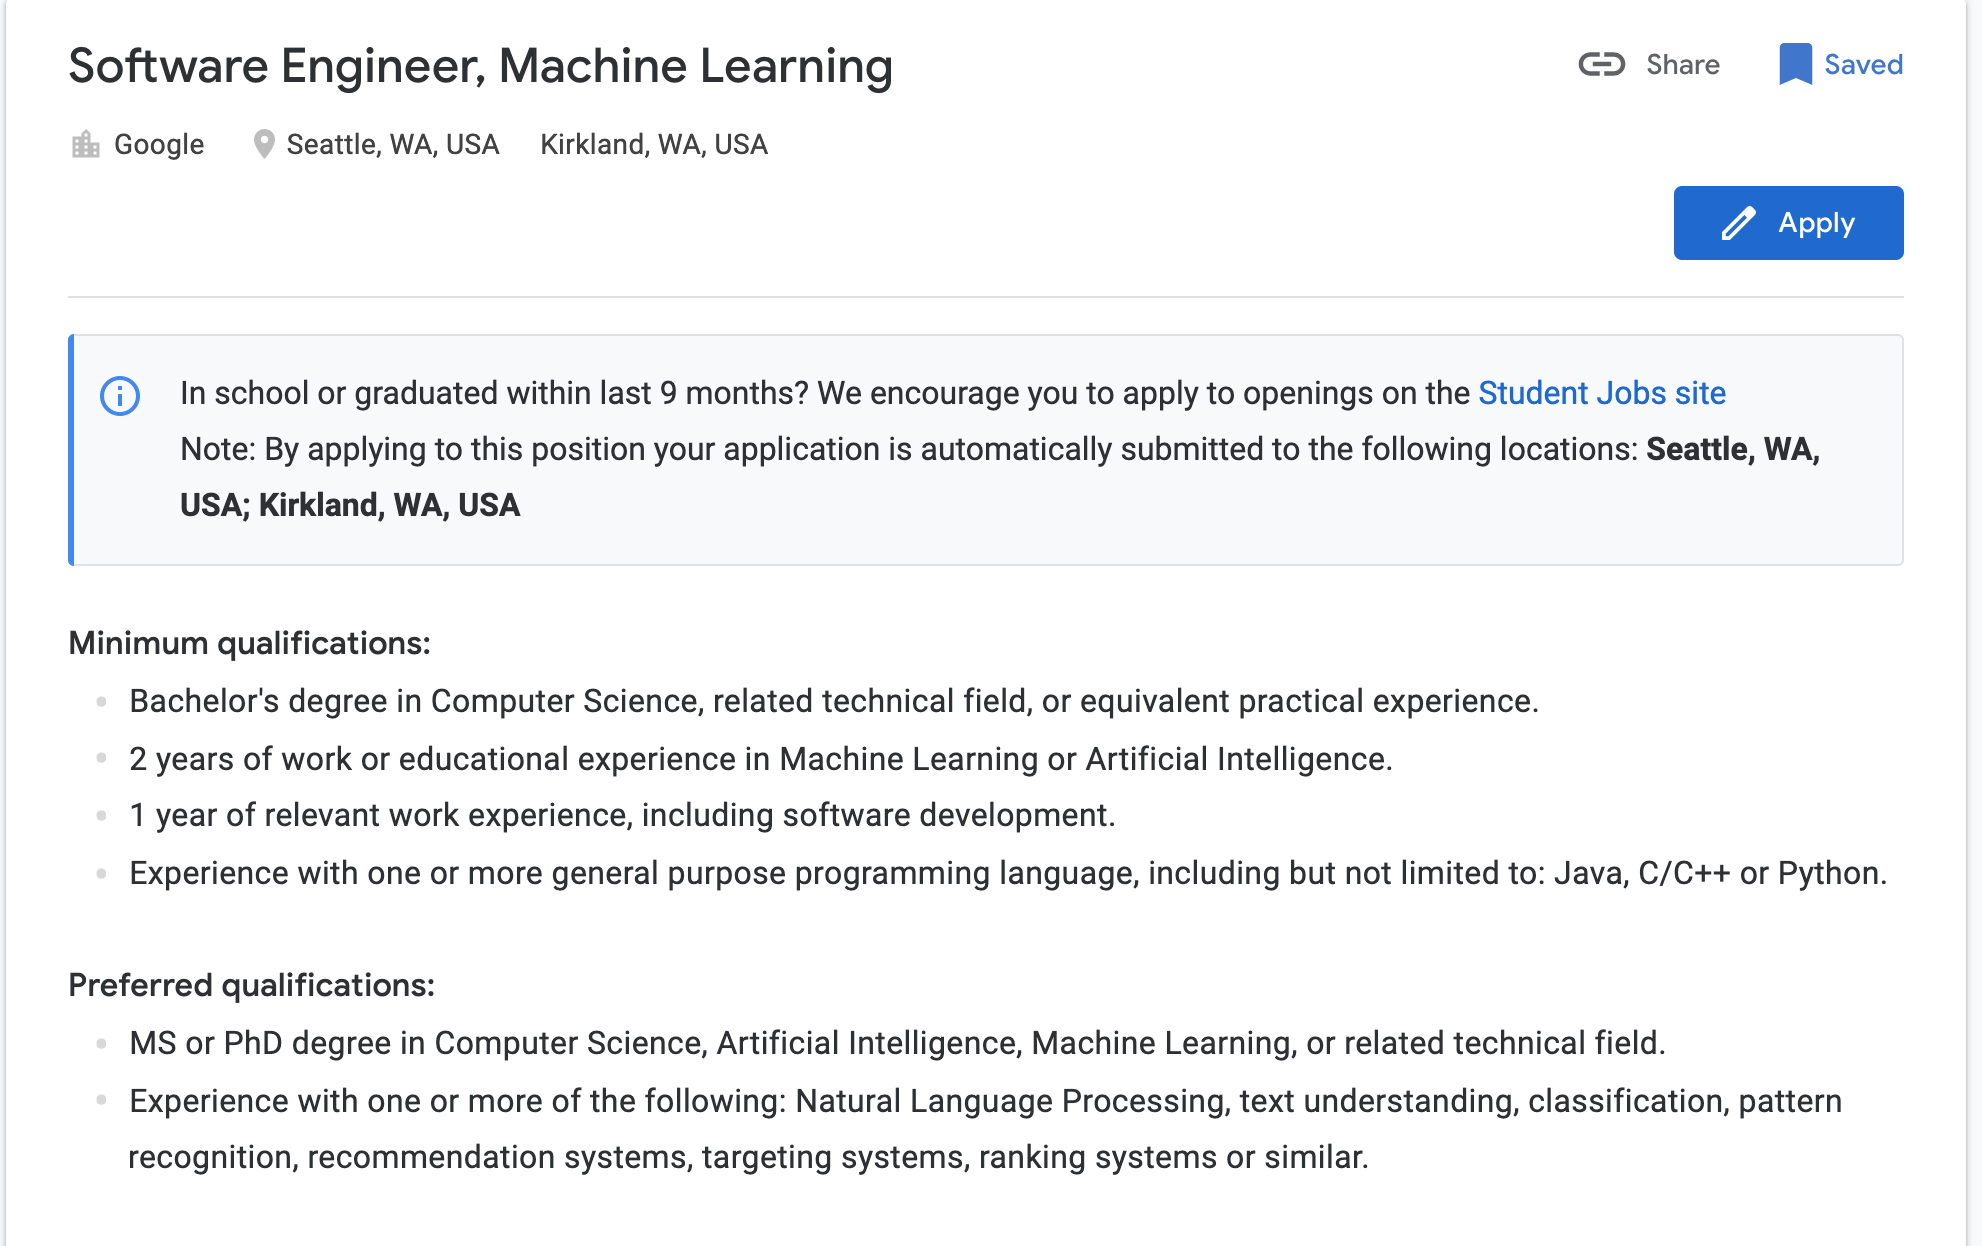 Software Engineer, Machine Learning
Share
Saved
Google
Seattle, WA, USA
Kirkland, WA, USA
Apply
In school or graduated within last 9 months? We encourage you to apply to openings on the Student Jobs site
Note: By applying to this position your application is automatically submitted to the following locations: Seattle, WA,
USA; Kirkland, WA, USA
Minimum qualifications:
Bachelor's degree in Computer Science, related technical field, or equivalent practical experience.
2 years of work or educational experience in Machine Learning or Artificial Intelligence.
1 year of relevant work experience, including software development.
Experience with one or more general purpose programming language, including but not limited to: Java, C/C++ or Python.
Preferred qualifications:
MS or PhD degree in Computer Science, Artificial Intelligence, Machine Learning, or related technical field.
Experience with one or more of the following: Natural Language Processing, text understanding, classification, pattern
recognition, recommendation systems, targeting systems, ranking systems or similar.